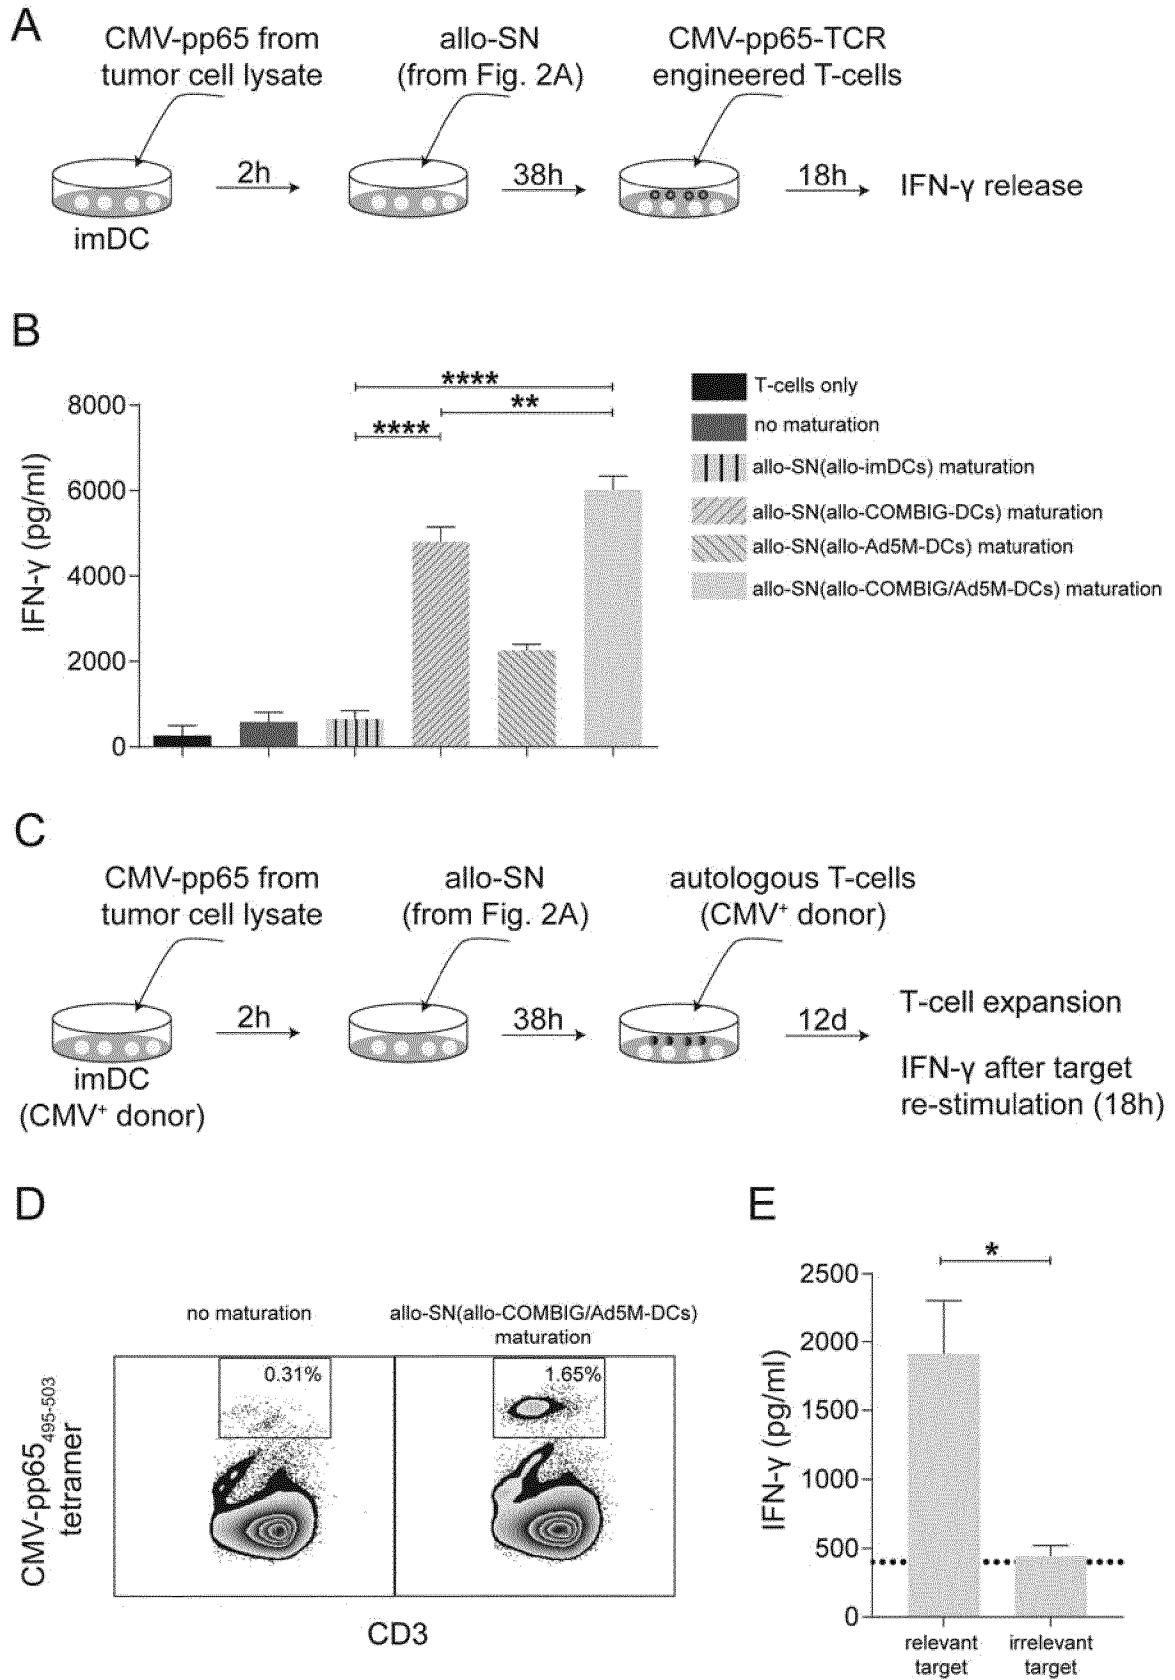 A
CMV-pp65 from
tumor cell lysate
allo-SN
(from Fig. 2A)
CMV-pp65-TCR
engineered T-cells
2h
38h
18h
IFN-γ release
imDC
B
IFN-γ (pg/ml)
8000
6000
4000
2000
0
****
**
****
T-cells only
no maturation
allo-SN(allo-imDCs) maturation
allo-SN(allo-COMBIG-DCs) maturation
allo-SN(allo-Ad5M-DCs) maturation
allo-SN(allo-COMBIG/Ad5M-DCs) maturation
C
CMV-pp65 from
tumor cell lysate
allo-SN
(from Fig. 2A)
autologous T-cells
(CMV⁺ donor)
2h
38h
12d
T-cell expansion
IFN-γ after target
re-stimulation (18h)
imDC
(CMV⁺ donor)
D
no maturation
allo-SN(allo-COMBIG/Ad5M-DCs)
maturation
0.31%
1.65%
CMV-pp65₄₉₅₋₅₀₃
tetramer
CD3
E
*
IFN-γ (pg/ml)
2500
2000
1500
1000
500
0
relevant
target
irrelevant
target